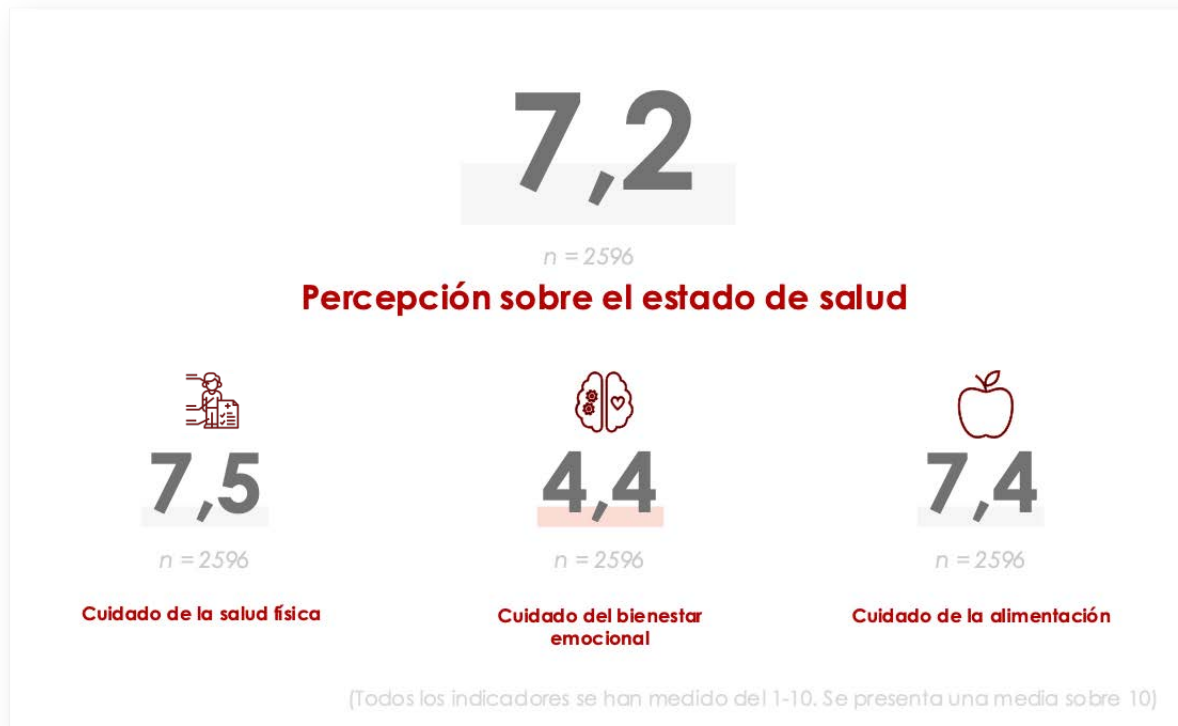 7,2
n = 2596
Percepción sobre el estado de salud
7,5
4,4
7,4
n = 2596
n = 2596
n = 2596
Cuidado de la salud física
Cuidado del bienestar
emocional
Cuidado de la alimentación
(Todos los indicadores se han medido del 1-10. Se presenta una media sobre 10)